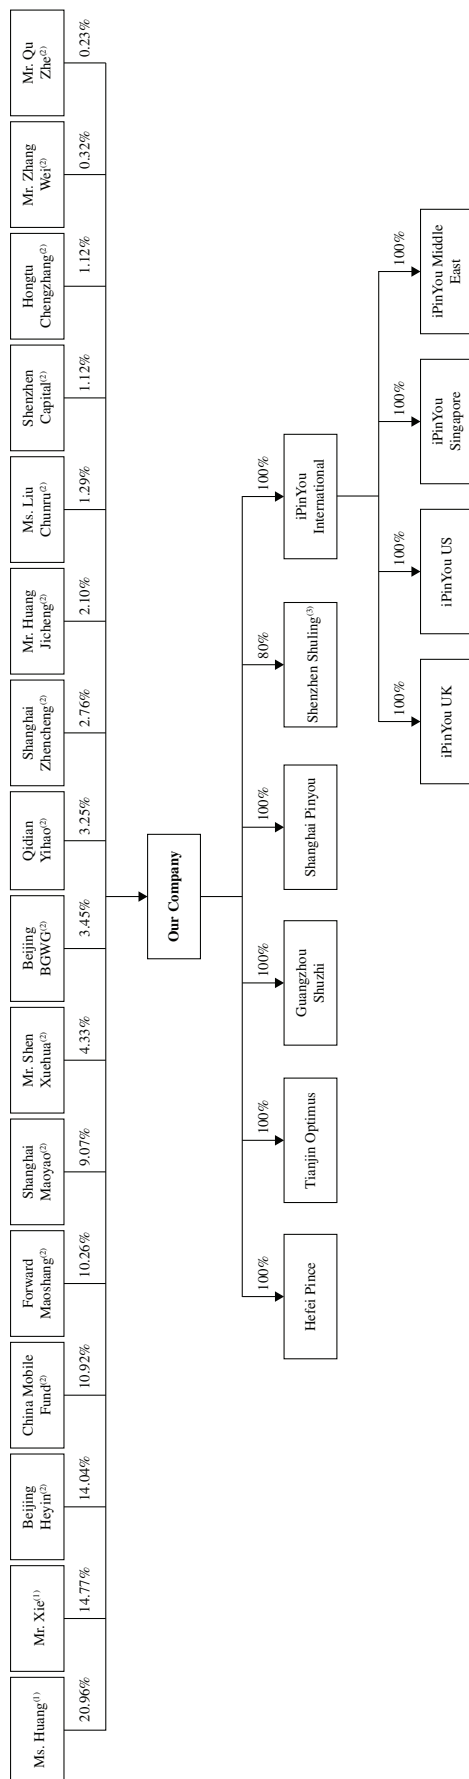 Ms. Huang(1)
Mr. Xie(1)
Beijing
Heyin(2)
China Mobile
Fund(2)
Forward
Maoshang(2)
Shanghai
Maoyao(2)
Mr. Shen
Xuehua(2)
Beijing
BGWG(2)
Qidian
Yihao(2)
Shanghai
Zhencheng(2)
Mr. Huang
Jicheng(2)
Ms. Liu
Chunru(2)
Shenzhen
Capital(2)
Hongtu
Chengzhang(2)
Mr. Zhang
Wei(2)
Mr. Qu
Zhe(2)
20.96%
14.77%
14.04%
10.92%
10.26%
9.07%
4.33%
3.45%
3.25%
2.76%
2.10%
1.29%
1.12%
1.12%
0.32%
0.23%
Our Company
100%
100%
100%
100%
80%
100%
Hefei Pince
Tianjin Optimus
Guangzhou
Shuzhi
Shanghai Pinyou
Shenzhen Shuling(3)
iPinYou
International
100%
100%
100%
100%
iPinYou UK
iPinYou US
iPinYou
Singapore
iPinYou Middle
East